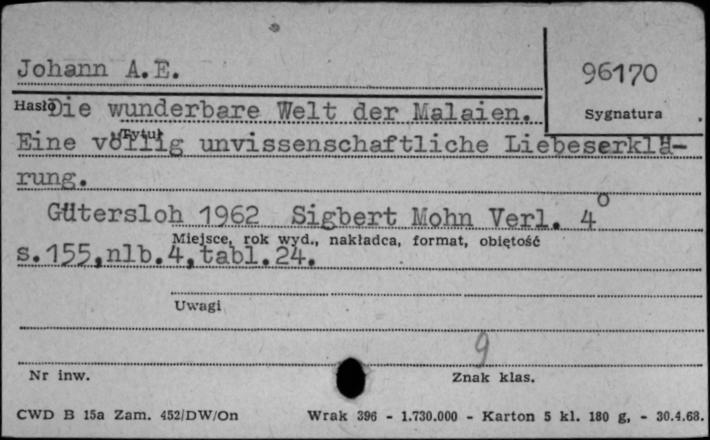 Johann A.E.
96170
Hasło
Sygnatura
Die wunderbare Welt der Malaien.
Tytuł
Eine völlig unvissenschaftliche Liebeserklä-
rung.
Gütersloh 1962 Sigbert Mohn Verl. 4°
Miejsce, rok wyd., nakładca, format, obiętość
s.155,nlb.4,tabl.24.
Uwagi
9
Nr inw.
Znak klas.
CWD B 15a Zam. 452/DW/On Wrak 396 - 1.730.000 - Karton 5 kl. 180 g, - 30.4.68.